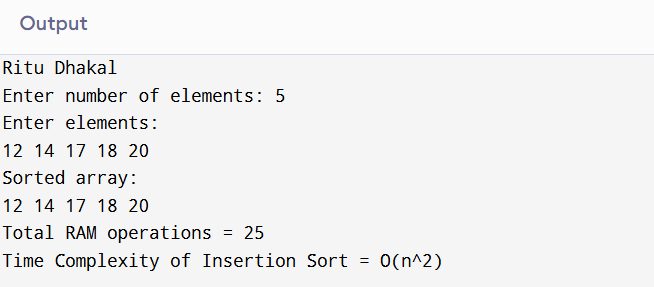 Output
Ritu Dhakal
Enter number of elements: 5
Enter elements:
12 14 17 18 20
Sorted array:
12 14 17 18 20
Total RAM operations = 25
Time Complexity of Insertion Sort = O(n^2)